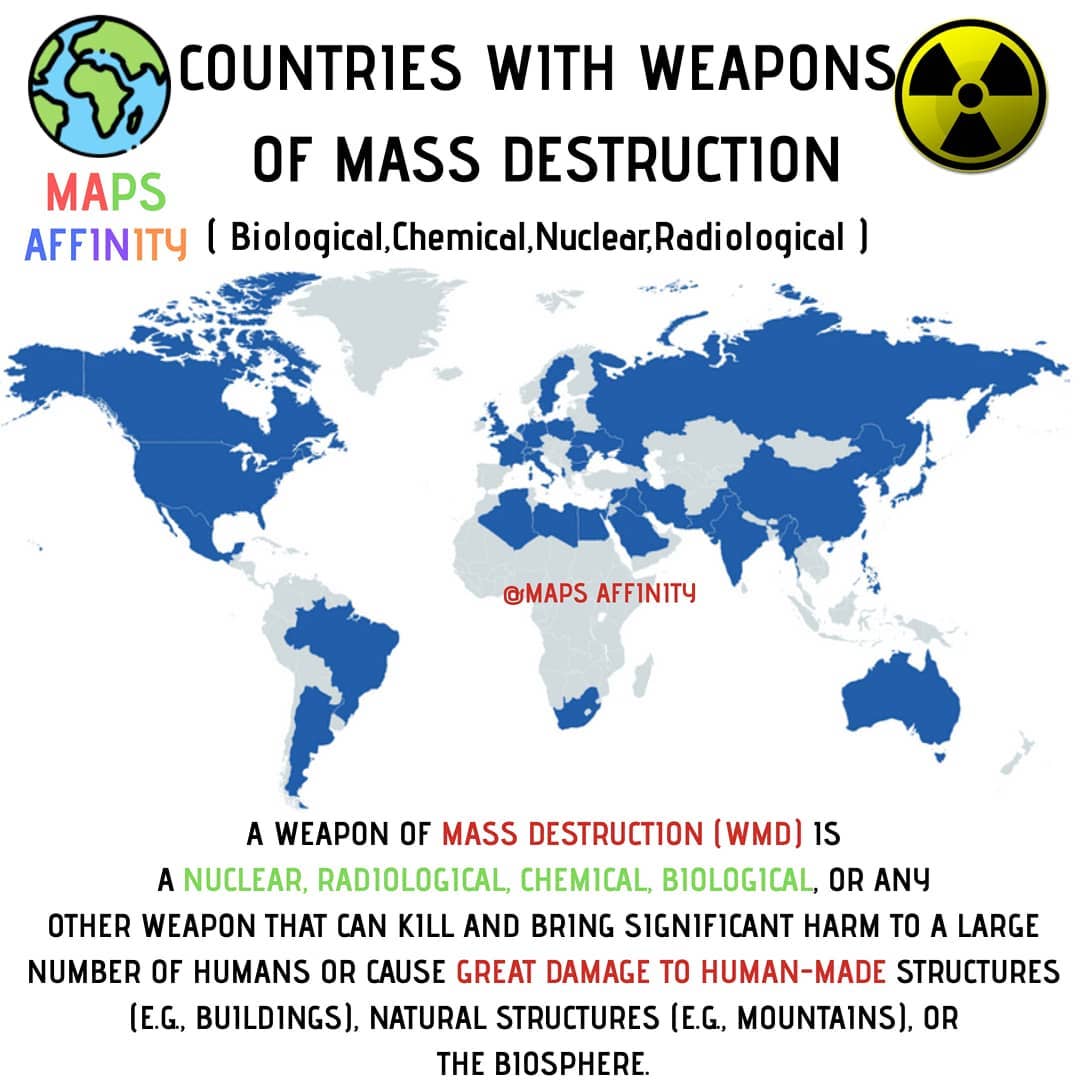 COUNTRIES WITH WEAPONS
OF MASS DESTRUCTION
MAPS
AFFINITY
( Biological,Chemical,Nuclear,Radiological )
@MAPS AFFINITY
A WEAPON OF MASS DESTRUCTION (WMD) IS
A NUCLEAR, RADIOLOGICAL, CHEMICAL, BIOLOGICAL, OR ANY
OTHER WEAPON THAT CAN KILL AND BRING SIGNIFICANT HARM TO A LARGE
NUMBER OF HUMANS OR CAUSE GREAT DAMAGE TO HUMAN-MADE STRUCTURES
(E.G., BUILDINGS), NATURAL STRUCTURES (E.G., MOUNTAINS), OR
THE BIOSPHERE.